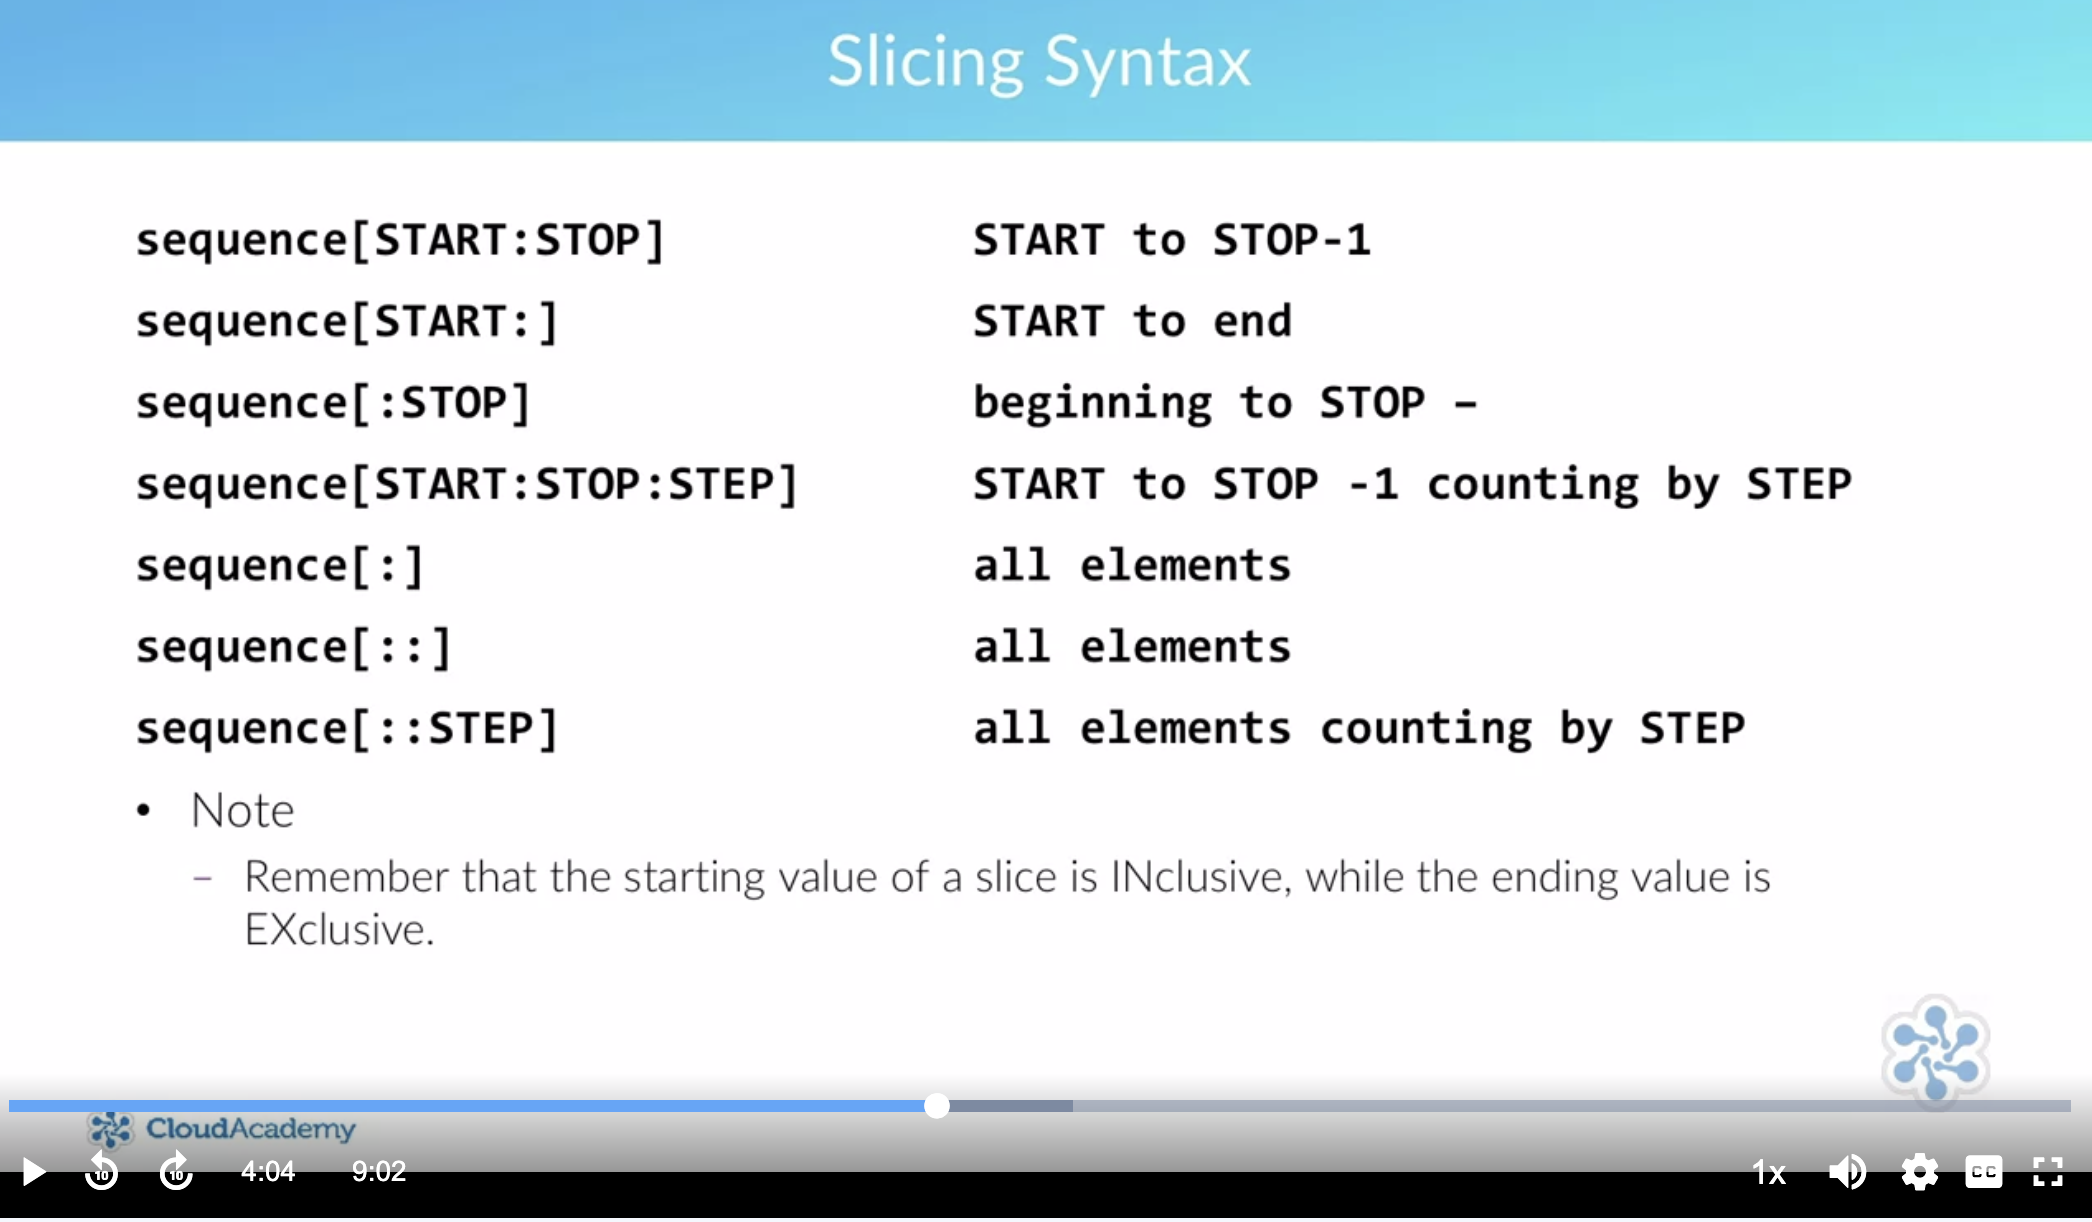 Slicing Syntax
sequence[START:STOP] START to STOP-1
sequence[START:] START to end
sequence[:STOP] beginning to STOP –
sequence[START:STOP:STEP] START to STOP -1 counting by STEP
sequence[:] all elements
sequence[::] all elements
sequence[::STEP] all elements counting by STEP
• Note
– Remember that the starting value of a slice is INclusive, while the ending value is
EXclusive.
CloudAcademy
10 10 4:04 9:02 1x CC